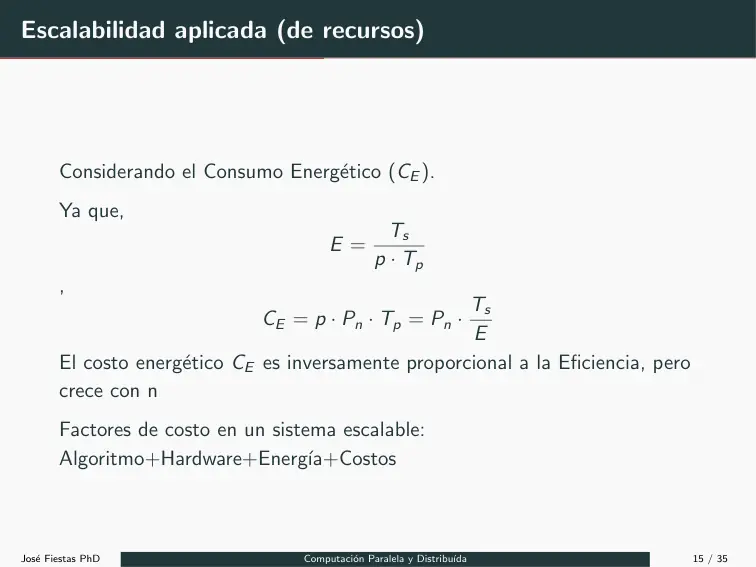 Escalabilidad aplicada (de recursos)
Considerando el Consumo Energético (C_E).
Ya que,
E = T_s / (p · T_p)
,
C_E = p · P_n · T_p = P_n · T_s / E
El costo energético C_E es inversamente proporcional a la Eficiencia, pero
crece con n
Factores de costo en un sistema escalable:
Algoritmo+Hardware+Energía+Costos
José Fiestas PhD
Computación Paralela y Distribuída
15 / 35